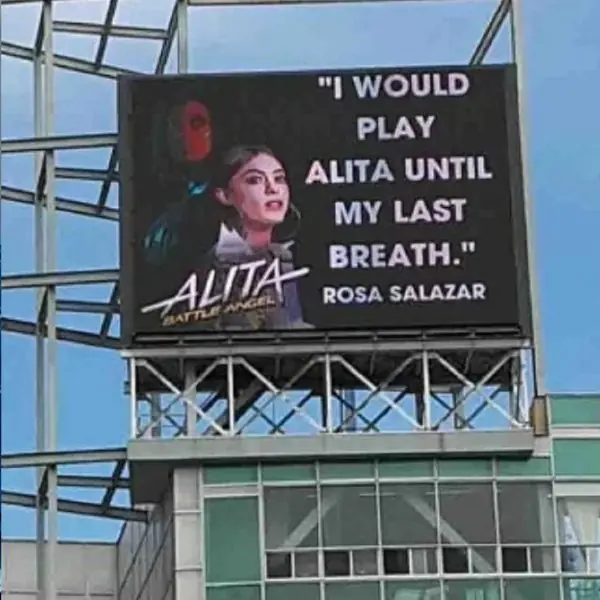 "I WOULD
PLAY
ALITA UNTIL
MY LAST
BREATH."
ROSA SALAZAR
ALITA
BATTLE ANGEL